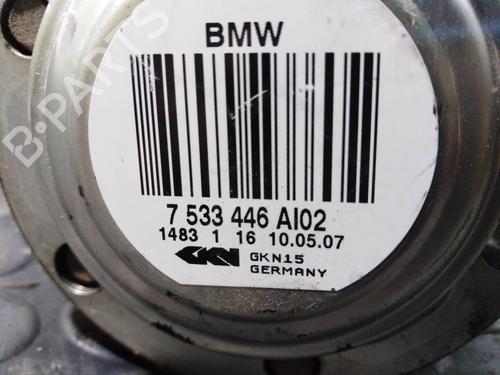 BMW
B-PARTS
7 533 446 AI02
1483 1 16 10.05.07
GKN GKN15
GERMANY